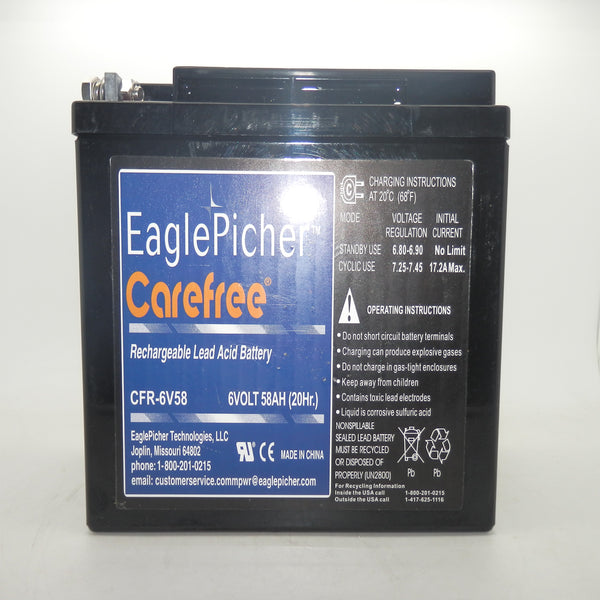 EaglePicher™
Carefree®
Rechargeable Lead Acid Battery
CFR-6V58 6VOLT 58AH (20Hr.)
EaglePicher Technologies, LLC
Joplin, Missouri 64802
phone: 1-800-201-0215
email: customerservice.commpwr@eaglepicher.com
CE MADE IN CHINA
CHARGING INSTRUCTIONS
AT 20°C (68°F)
MODE VOLTAGE REGULATION INITIAL CURRENT
STANDBY USE 6.80-6.90 No Limit
CYCLIC USE 7.25-7.45 17.2A Max.
OPERATING INSTRUCTIONS
• Do not short circuit battery terminals
• Charging can produce explosive gases
• Do not charge in gas-tight enclosures
• Keep away from children
• Contains toxic lead electrodes
• Liquid is corrosive sulfuric acid
NONSPILLABLE
SEALED LEAD BATTERY
MUST BE RECYCLED
OR DISPOSED OF
PROPERLY (UN2800)
Pb Pb
For Recycling Information
Inside the USA call 1-800-201-0215
Outside the USA call 1-417-625-1116